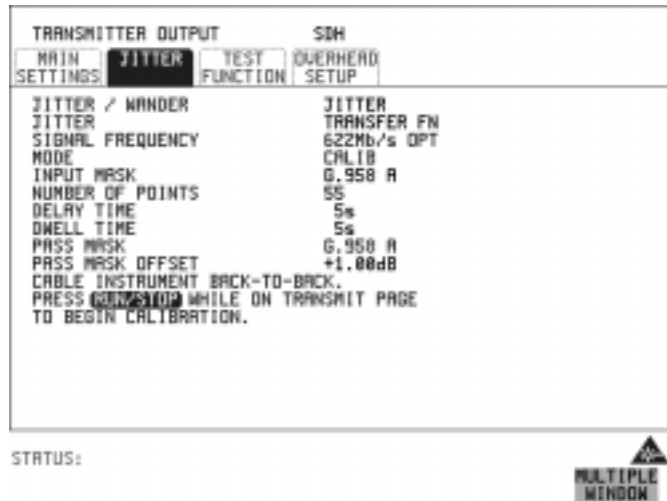 TRANSMITTER OUTPUT SDH
MAIN SETTINGS JITTER TEST FUNCTION OVERHEAD SETUP
JITTER / WANDER JITTER
JITTER TRANSFER FN
SIGNAL FREQUENCY 622Mb/s OPT
MODE CALIB
INPUT MASK G.958 A
NUMBER OF POINTS 55
DELAY TIME 5s
DWELL TIME 5s
PASS MASK G.958 A
PASS MASK OFFSET +1.00dB
CABLE INSTRUMENT BACK-TO-BACK.
PRESS RUN/STOP WHILE ON TRANSMIT PAGE
TO BEGIN CALIBRATION.
STATUS:
MULTIPLE
WINDOW